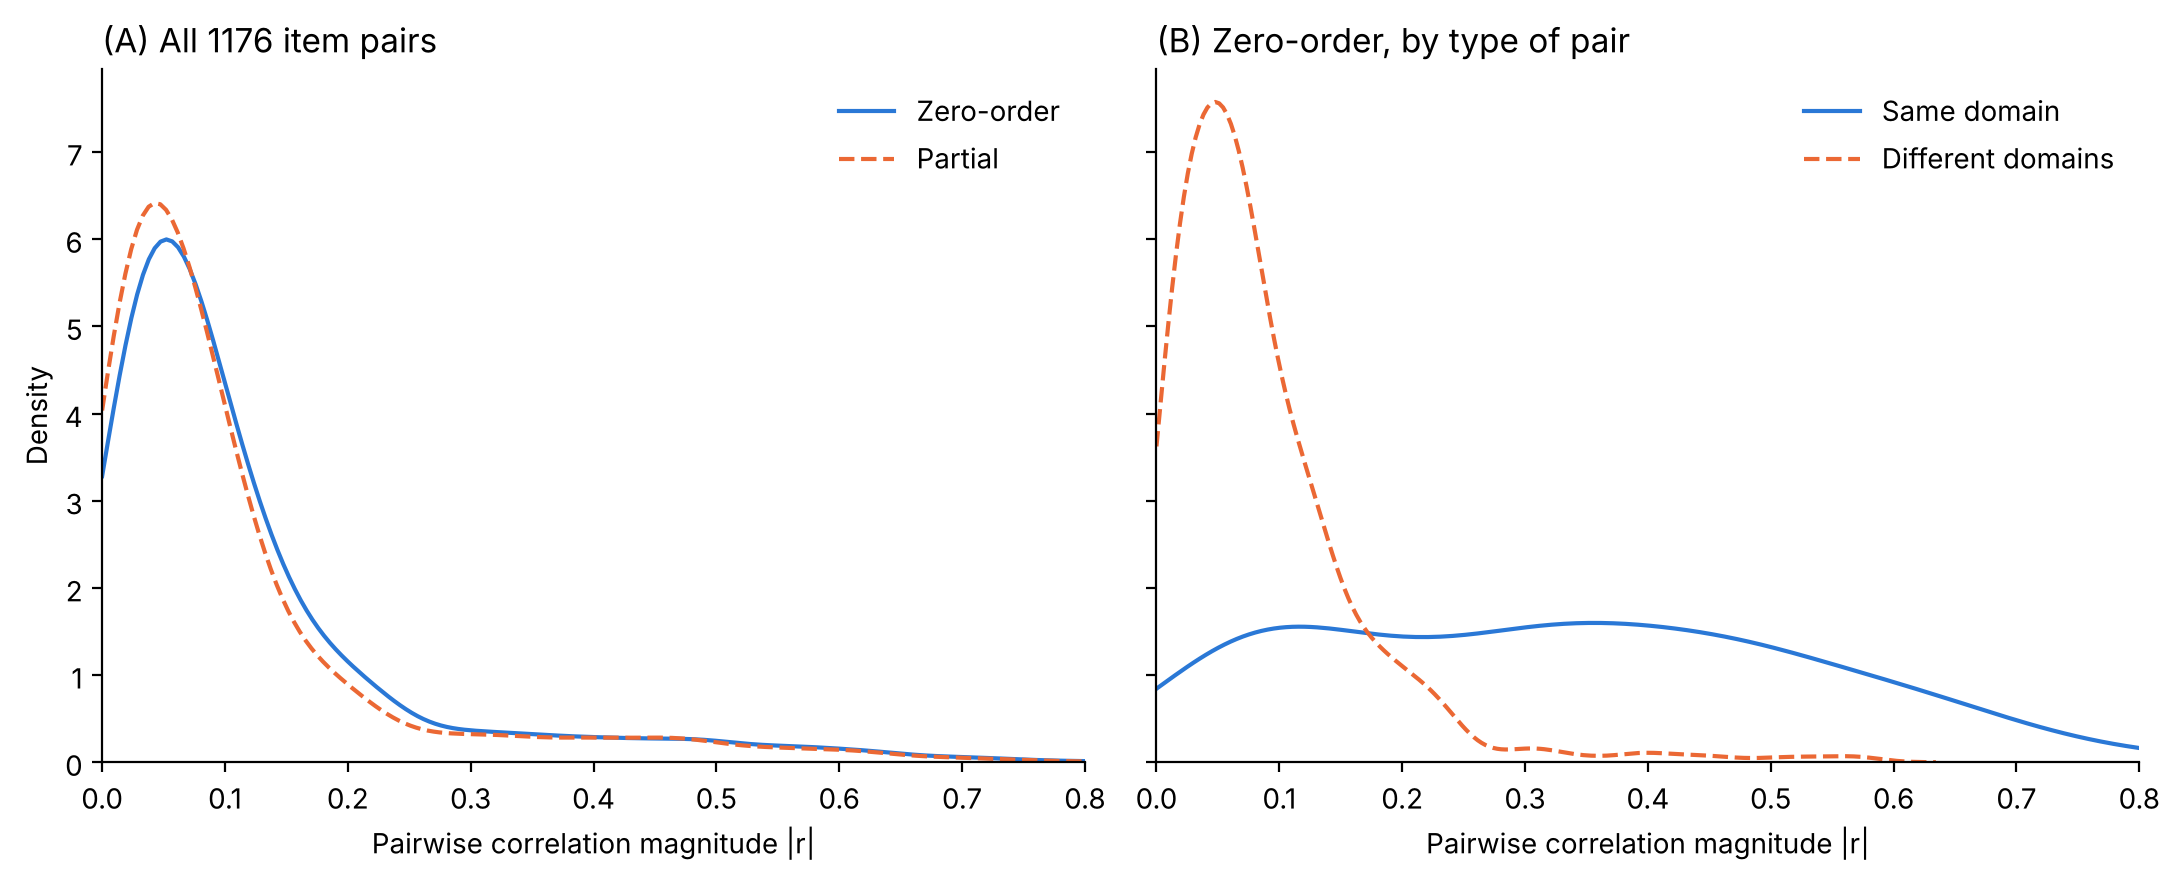 (A) All 1176 item pairs
Zero-order
Partial
7
6
5
4
3
2
1
0
Density
0.0 0.1 0.2 0.3 0.4 0.5 0.6 0.7 0.8
Pairwise correlation magnitude |r|
(B) Zero-order, by type of pair
Same domain
Different domains
0.0 0.1 0.2 0.3 0.4 0.5 0.6 0.7 0.8
Pairwise correlation magnitude |r|